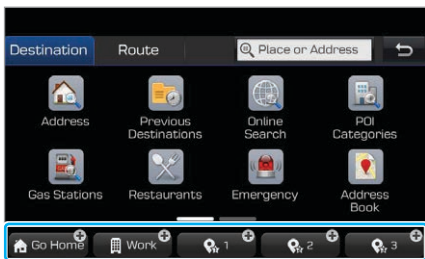 Destination Route Place or Address
Address Previous Destinations Online Search POI Categories
Gas Stations Restaurants Emergency Address Book
Go Home Work 1 2 3